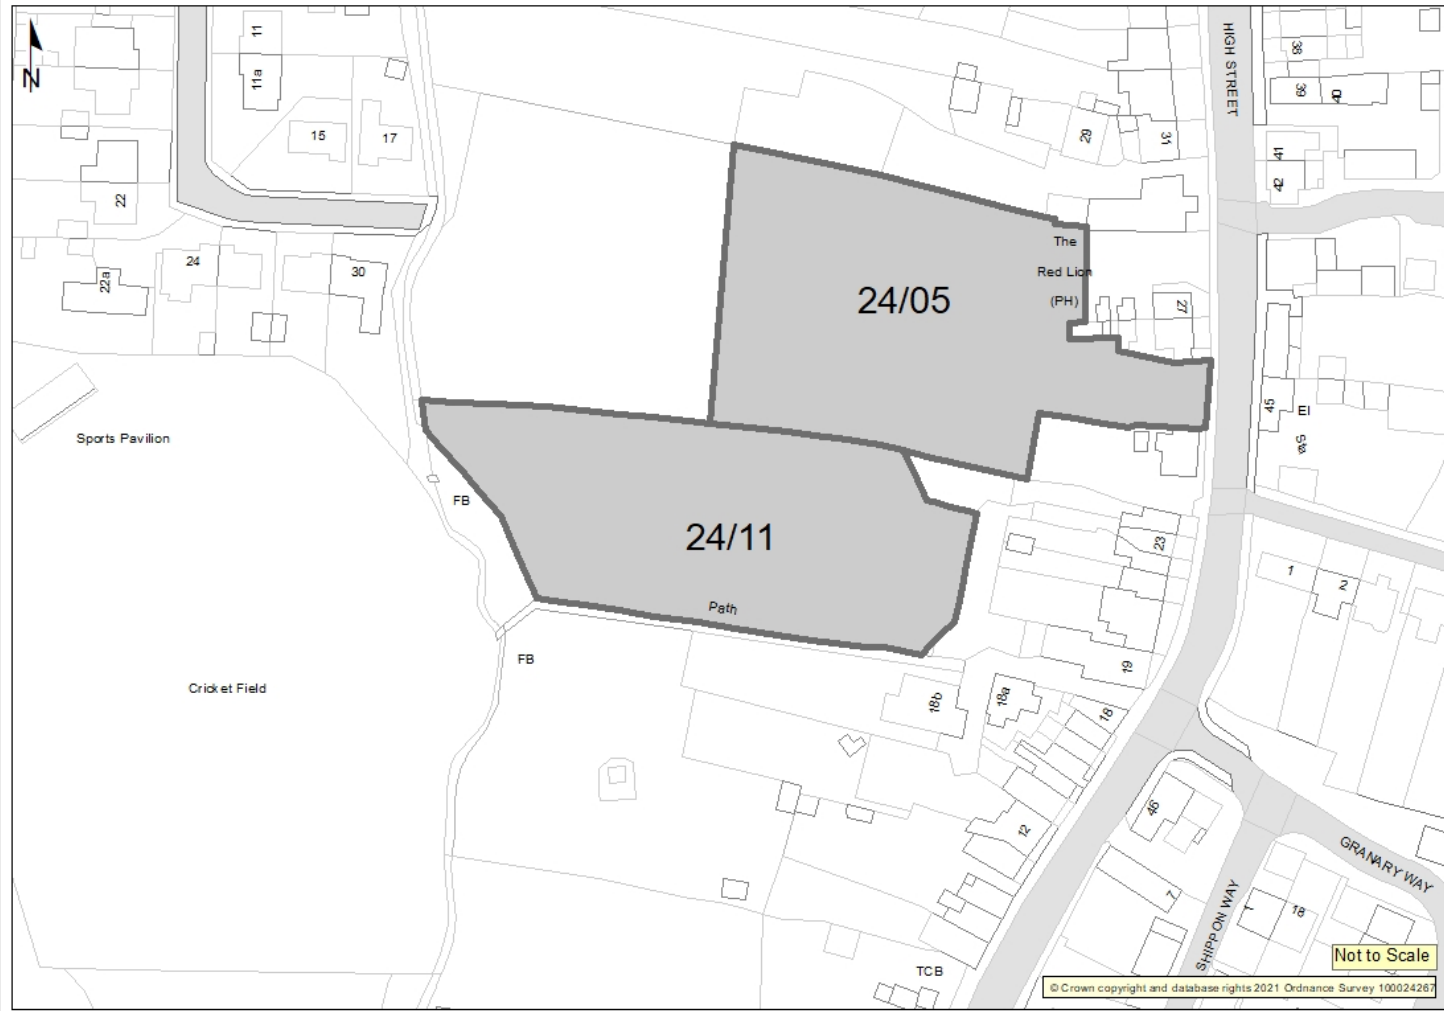 N
11
11a
15
17
22
22a
24
30
Sports Pavilion
Cricket Field
FB
FB
24/05
The
Red Lion
(PH)
24/11
Path
HIGH STREET
29
31
27
38
39
40
41
42
45
El
23
19
18b
18a
18
12
1
2
46
7
1
18
GRANARY WAY
SHIPPON WAY
TCB
Not to Scale
© Crown copyright and database rights 2021 Ordnance Survey 100024267